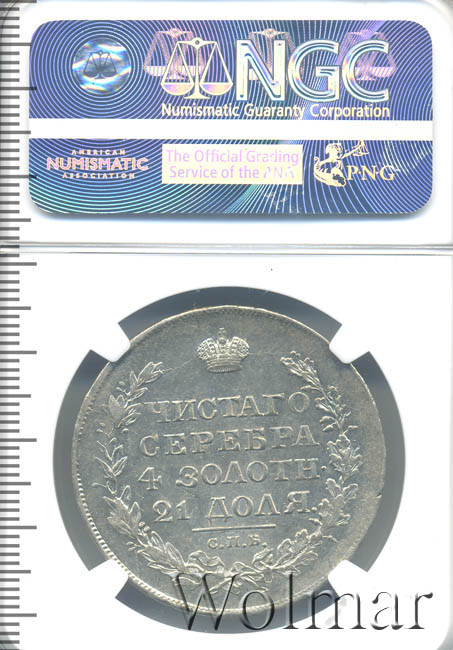 NGC
Numismatic Guaranty Corporation
AMERICAN
NUMISMATIC
ASSOCIATION
The Official Grading
Service of the PNG
PNG
ЧИСТАГО
СЕРЕБРА
4 ЗОЛОТН.
21 ДОЛЯ.
С.П.Б.
Wolmar